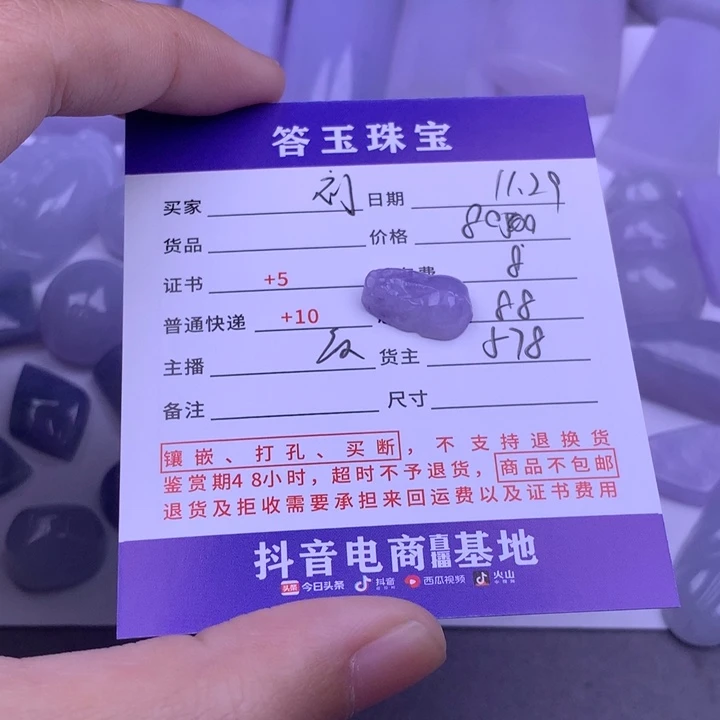 答玉珠宝
买家 刘 日期 11.29
货品 价格
证书 +5 费 8
普通快递 +10 88
主播 货主 878
备注 尺寸
镶嵌、打孔、买断，不支持退换货
鉴赏期48小时，超时不予退货，商品不包邮
退货及拒收需要承担来回运费以及证书费用
抖音电商直播基地
头条 今日头条 抖音 西瓜视频 火山